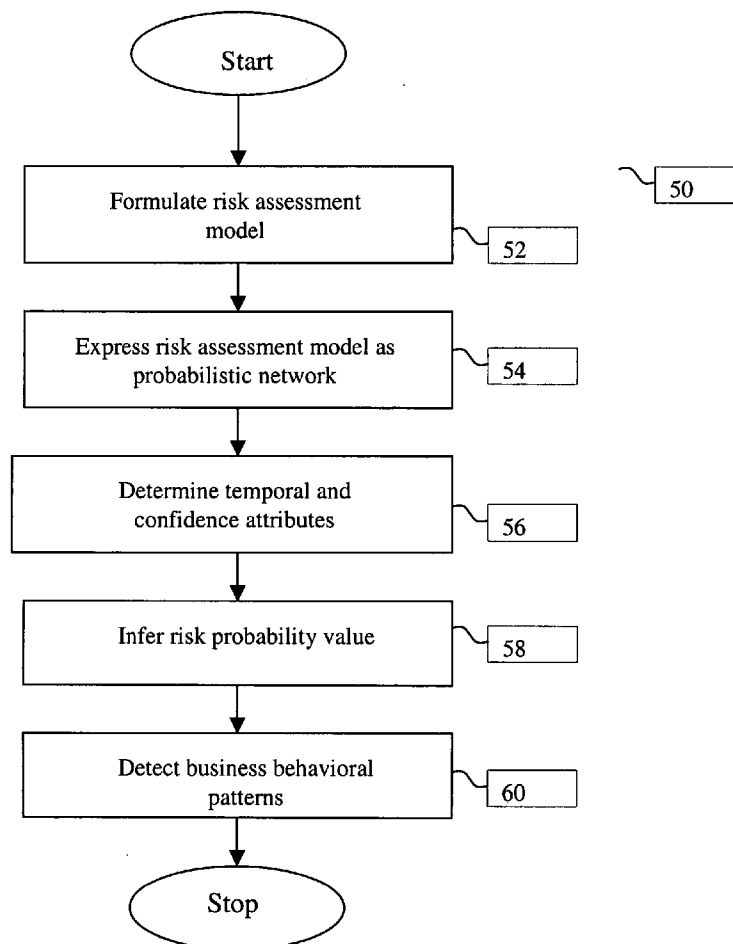 Start
50
Formulate risk assessment
model
52
Express risk assessment model as
probabilistic network
54
Determine temporal and
confidence attributes
56
Infer risk probability value
58
Detect business behavioral
patterns
60
Stop